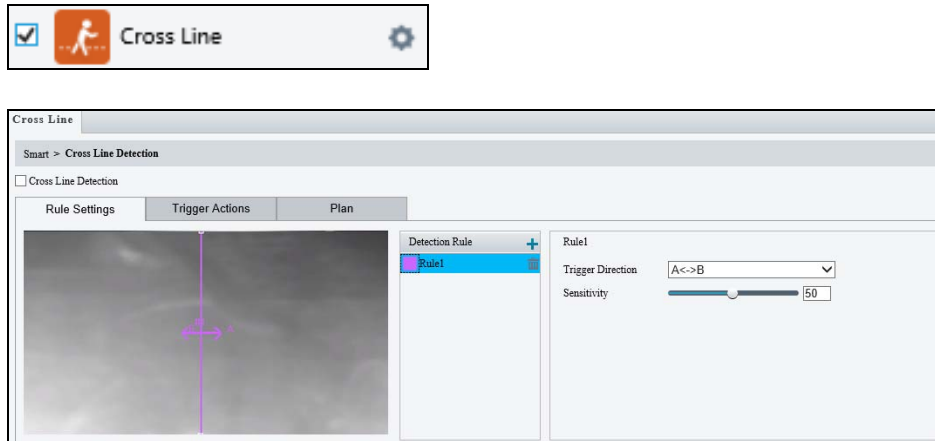 Cross Line
Cross Line
Smart > Cross Line Detection
Cross Line Detection
Rule Settings Trigger Actions Plan
Detection Rule + Rule1
Rule1
Trigger Direction A<->B
Sensitivity 50